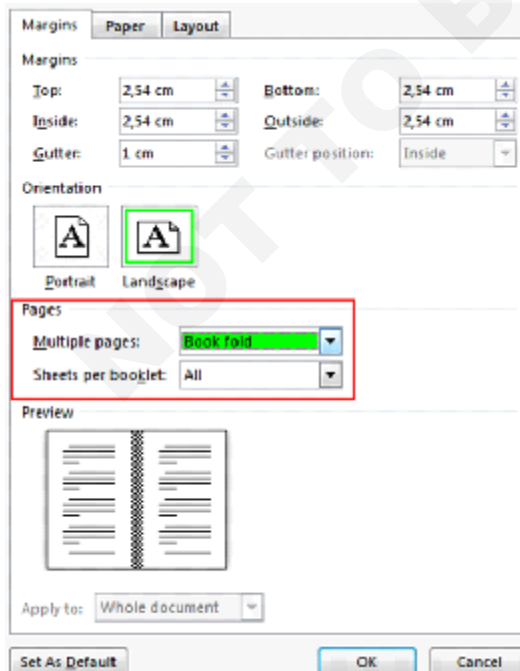 Margins Paper Layout
Margins
Top: 2,54 cm Bottom: 2,54 cm
Inside: 2,54 cm Outside: 2,54 cm
Gutter: 1 cm Gutter position: Inside
Orientation
A A
Portrait Landscape
Pages
Multiple pages: Book fold
Sheets per booklet: All
Preview
Apply to: Whole document
Set As Default OK Cancel
NOT TO B